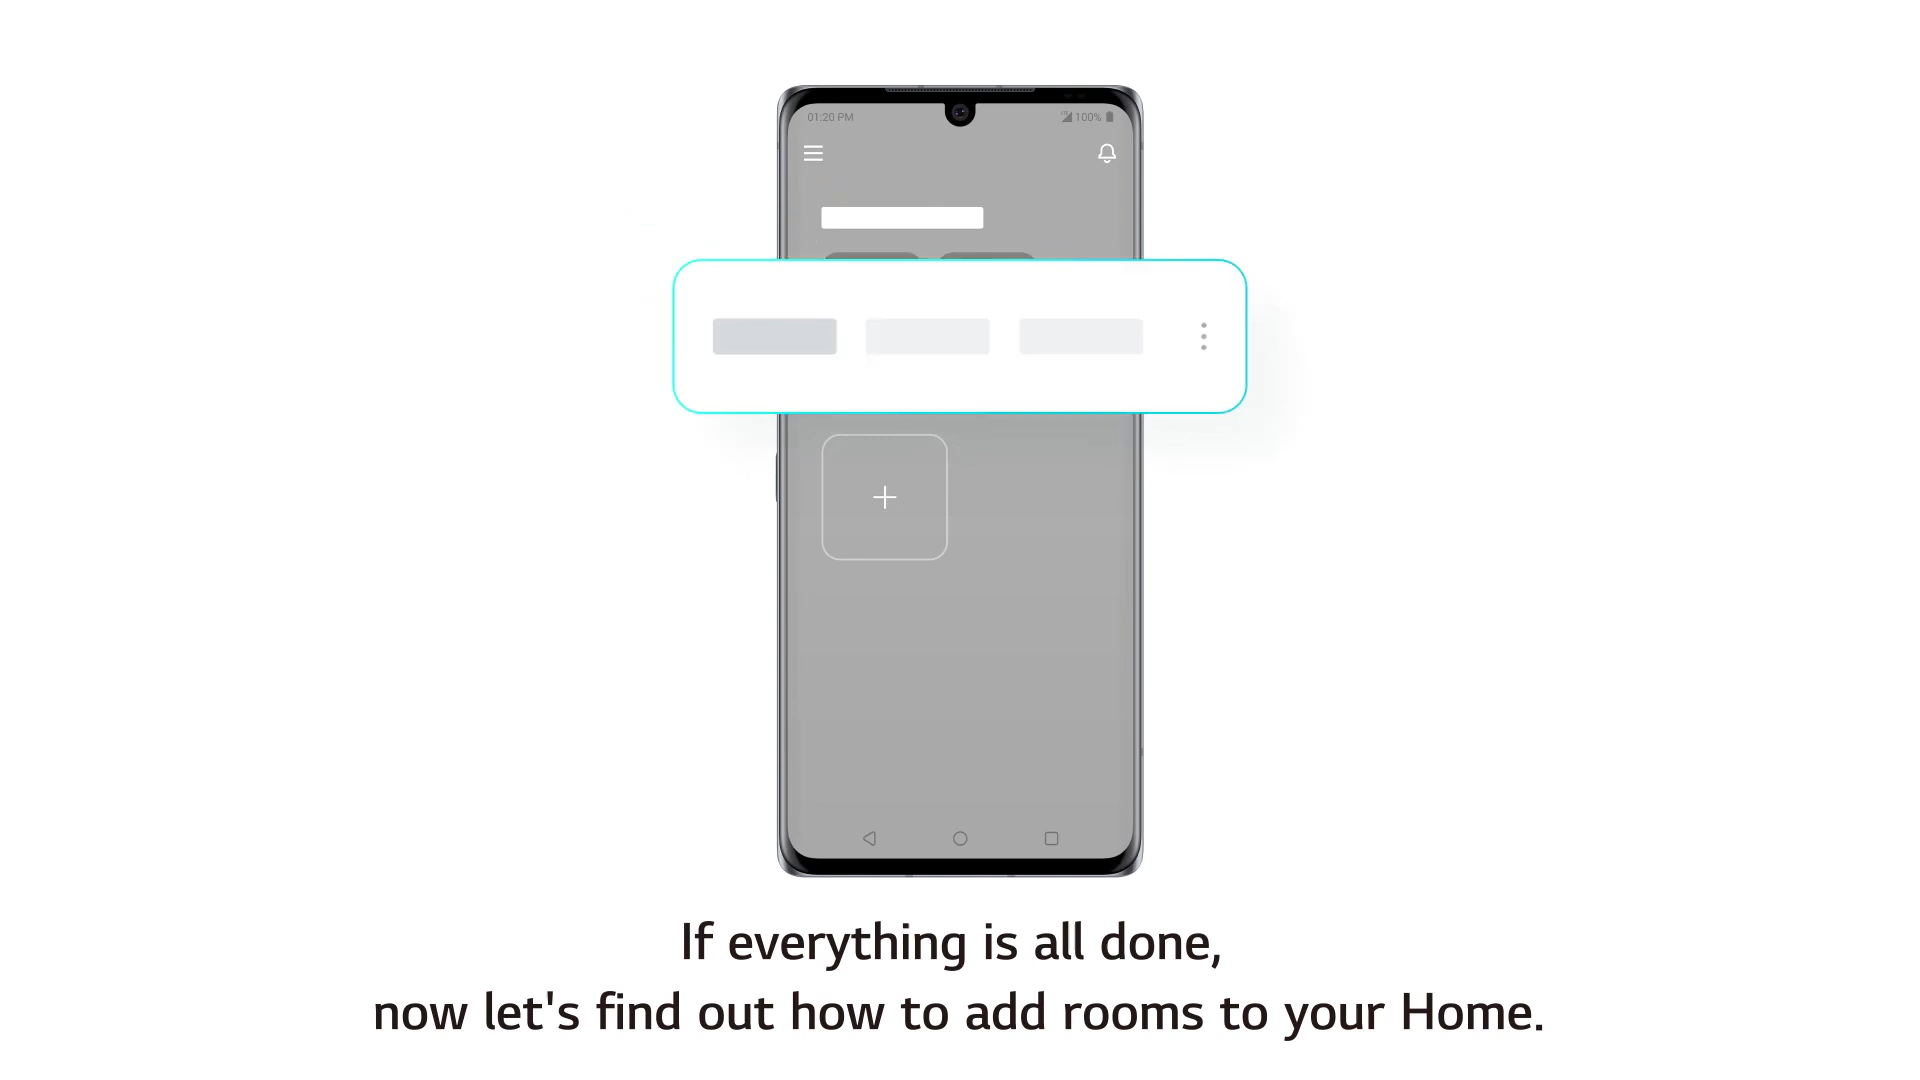 01:20 PM
100%
If everything is all done,
now let's find out how to add rooms to your Home.